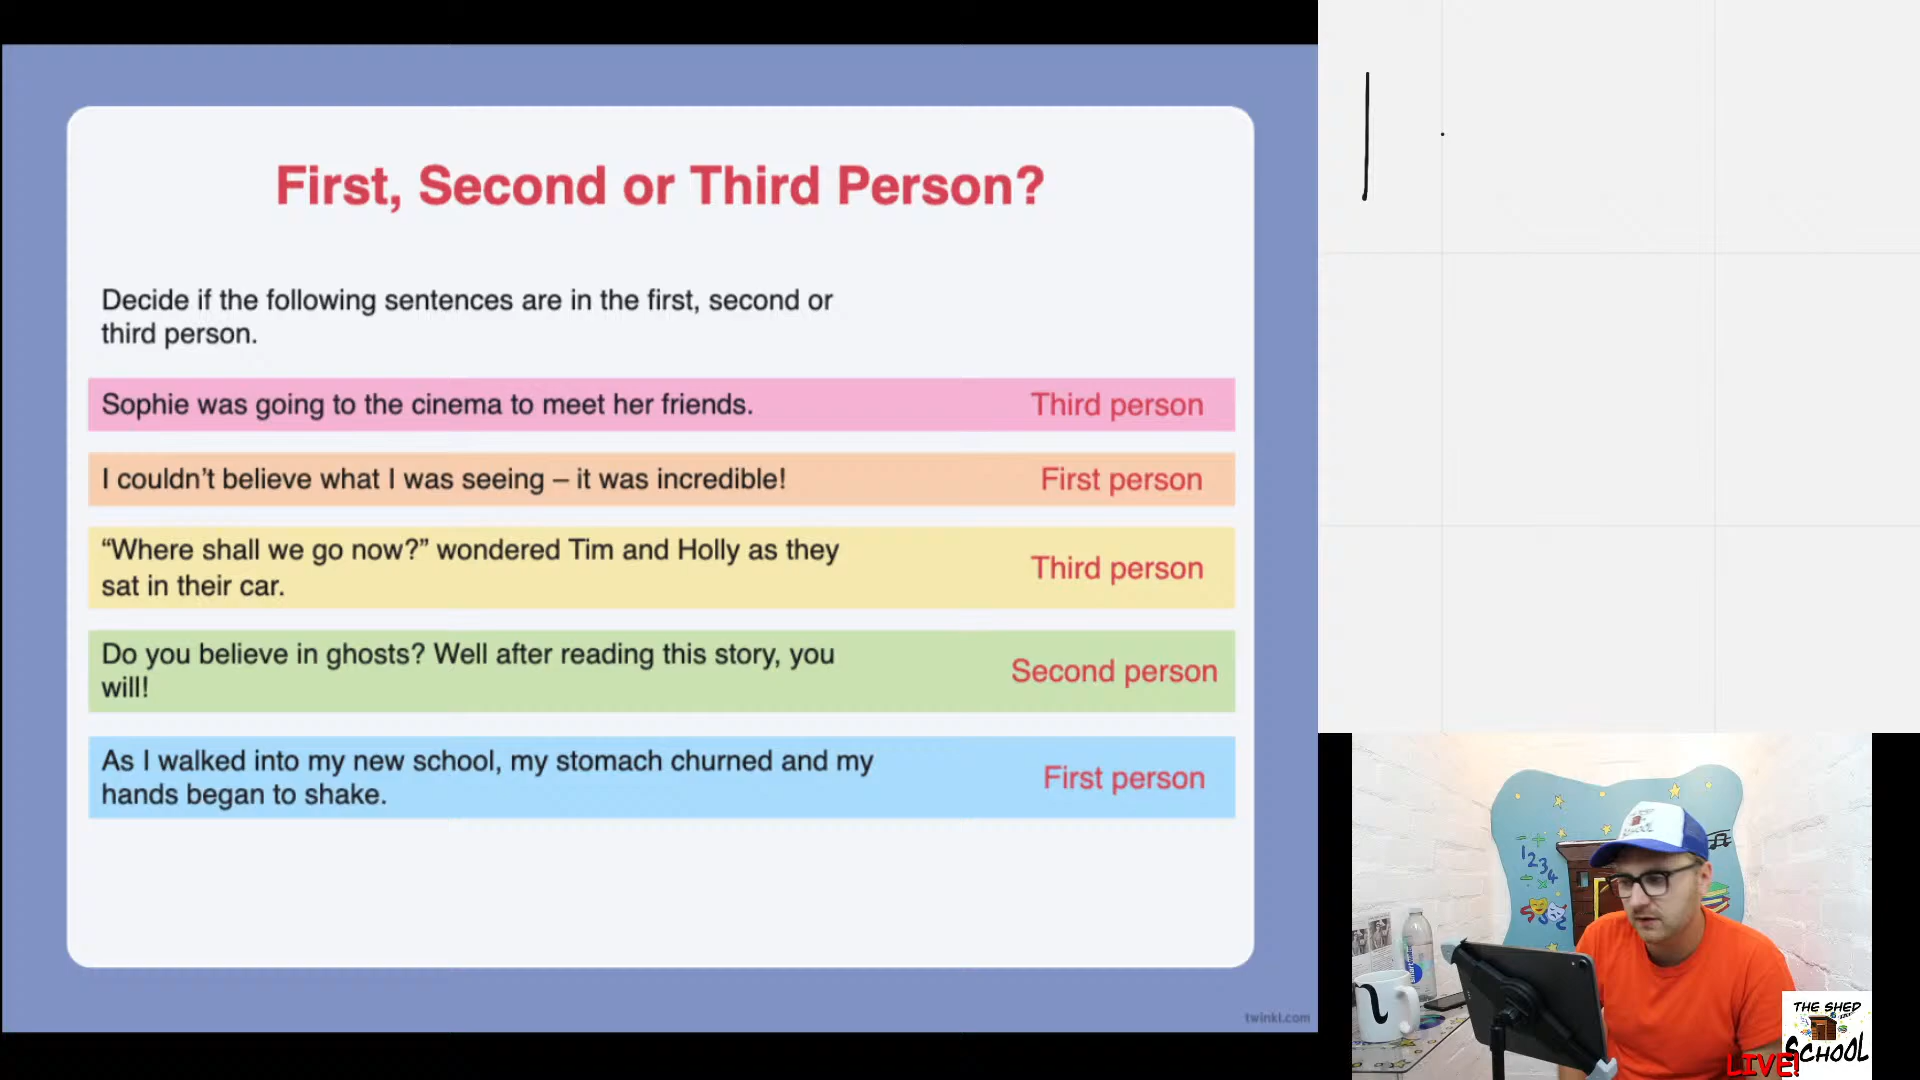 First, Second or Third Person?
Decide if the following sentences are in the first, second or
third person.
Sophie was going to the cinema to meet her friends.
Third person
I couldn’t believe what I was seeing – it was incredible!
First person
“Where shall we go now?” wondered Tim and Holly as they
sat in their car.
Third person
Do you believe in ghosts? Well after reading this story, you
will!
Second person
As I walked into my new school, my stomach churned and my
hands began to shake.
First person
twinkl.com
1 2 3 4
THE SHED
SCHOOL
LIVE!